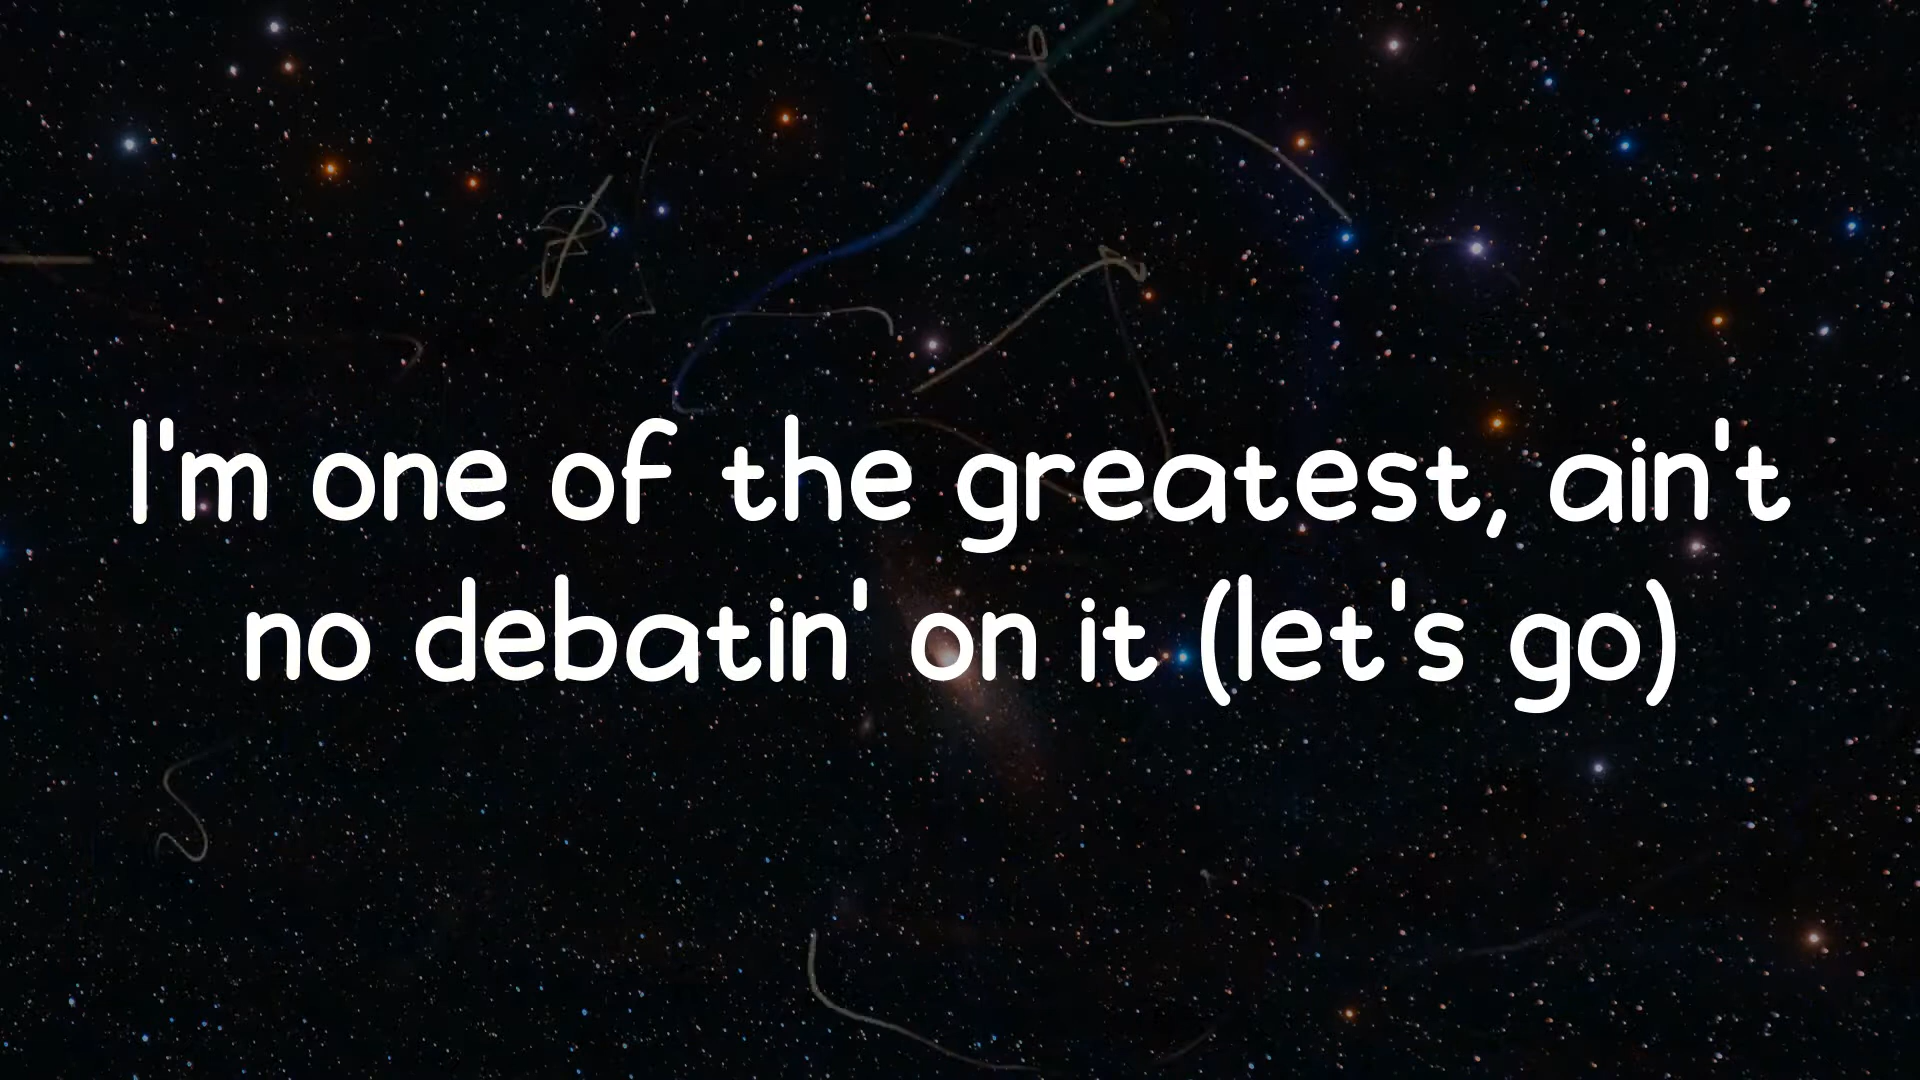 I'm one of the greatest, ain't
no debatin' on it (let's go)